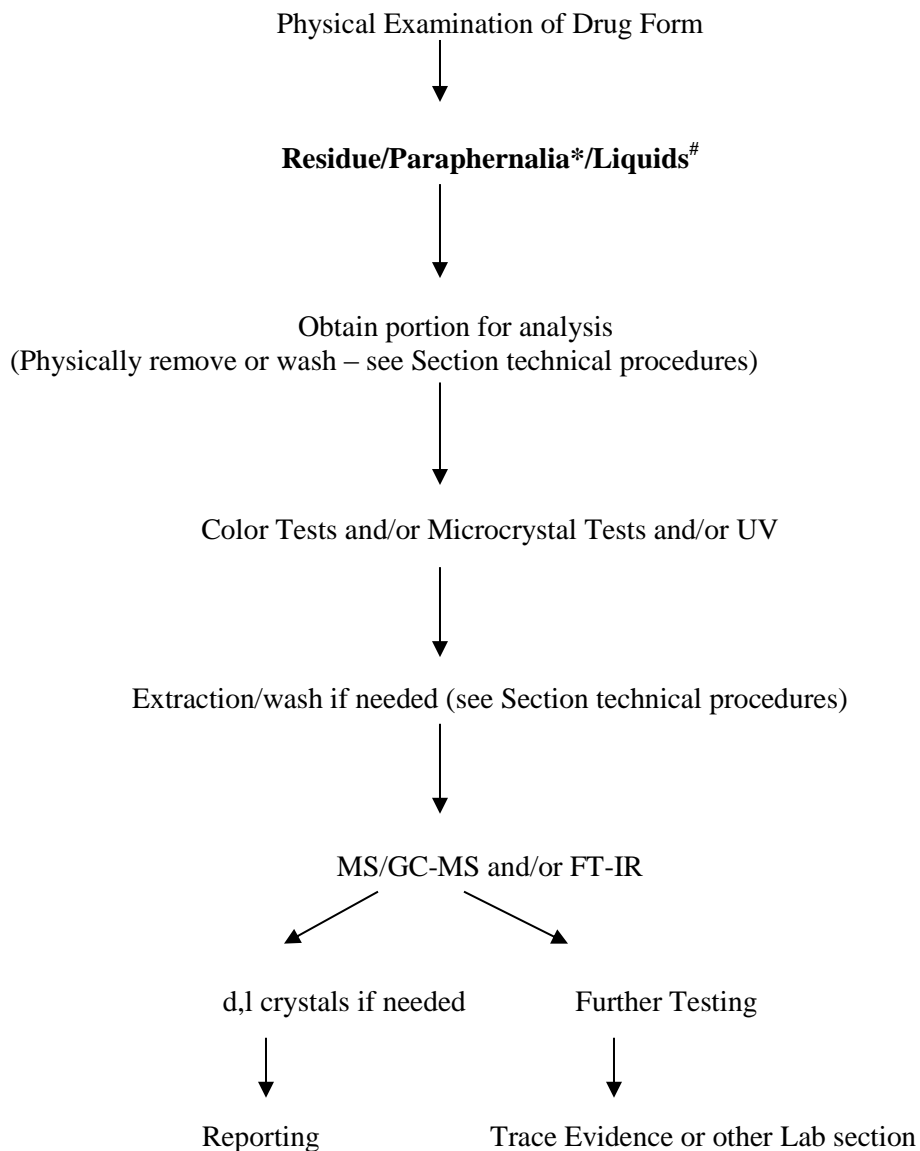 Physical Examination of Drug Form
Residue/Paraphernalia*/Liquids#
Obtain portion for analysis
(Physically remove or wash – see Section technical procedures)
Color Tests and/or Microcrystal Tests and/or UV
Extraction/wash if needed (see Section technical procedures)
MS/GC-MS and/or FT-IR
d,l crystals if needed
Further Testing
Reporting
Trace Evidence or other Lab section